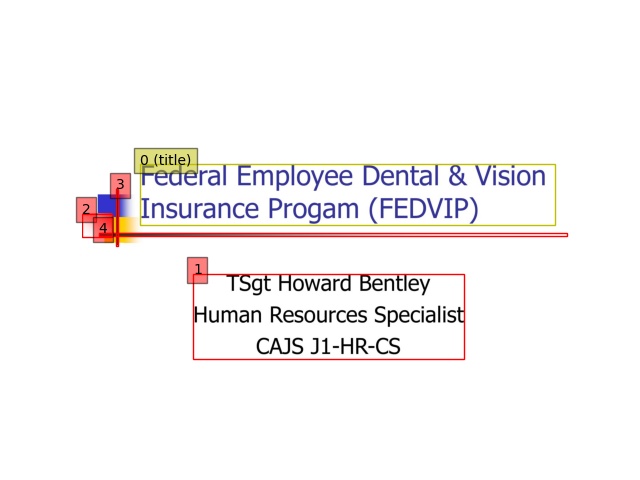 0 (title)
Federal Employee Dental & Vision
Insurance Progam (FEDVIP)
3
2
4
1
TSgt Howard Bentley
Human Resources Specialist
CAJS J1-HR-CS